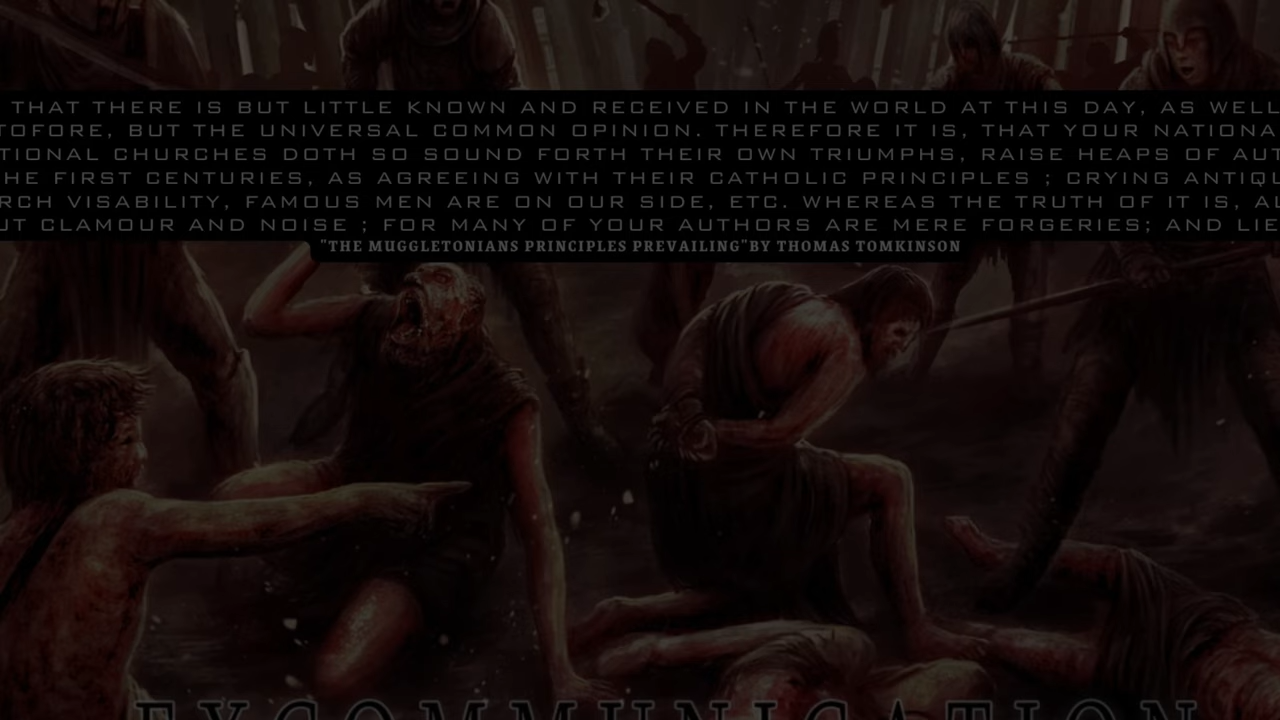 THAT THERE IS BUT LITTLE KNOWN AND RECEIVED IN THE WORLD AT THIS DAY, AS WELL
TOFORE, BUT THE UNIVERSAL COMMON OPINION. THEREFORE IT IS, THAT YOUR NATIONA
TIONAL CHURCHES DOTH SO SOUND FORTH THEIR OWN TRIUMPHS, RAISE HEAPS OF AUT
HE FIRST CENTURIES, AS AGREEING WITH THEIR CATHOLIC PRINCIPLES ; CRYING ANTIQU
RCH VISABILITY, FAMOUS MEN ARE ON OUR SIDE, ETC. WHEREAS THE TRUTH OF IT IS, AL
UT CLAMOUR AND NOISE ; FOR MANY OF YOUR AUTHORS ARE MERE FORGERIES; AND LIE
"THE MUGGLETONIANS PRINCIPLES PREVAILING"BY THOMAS TOMKINSON
EXCOMMUNICATION